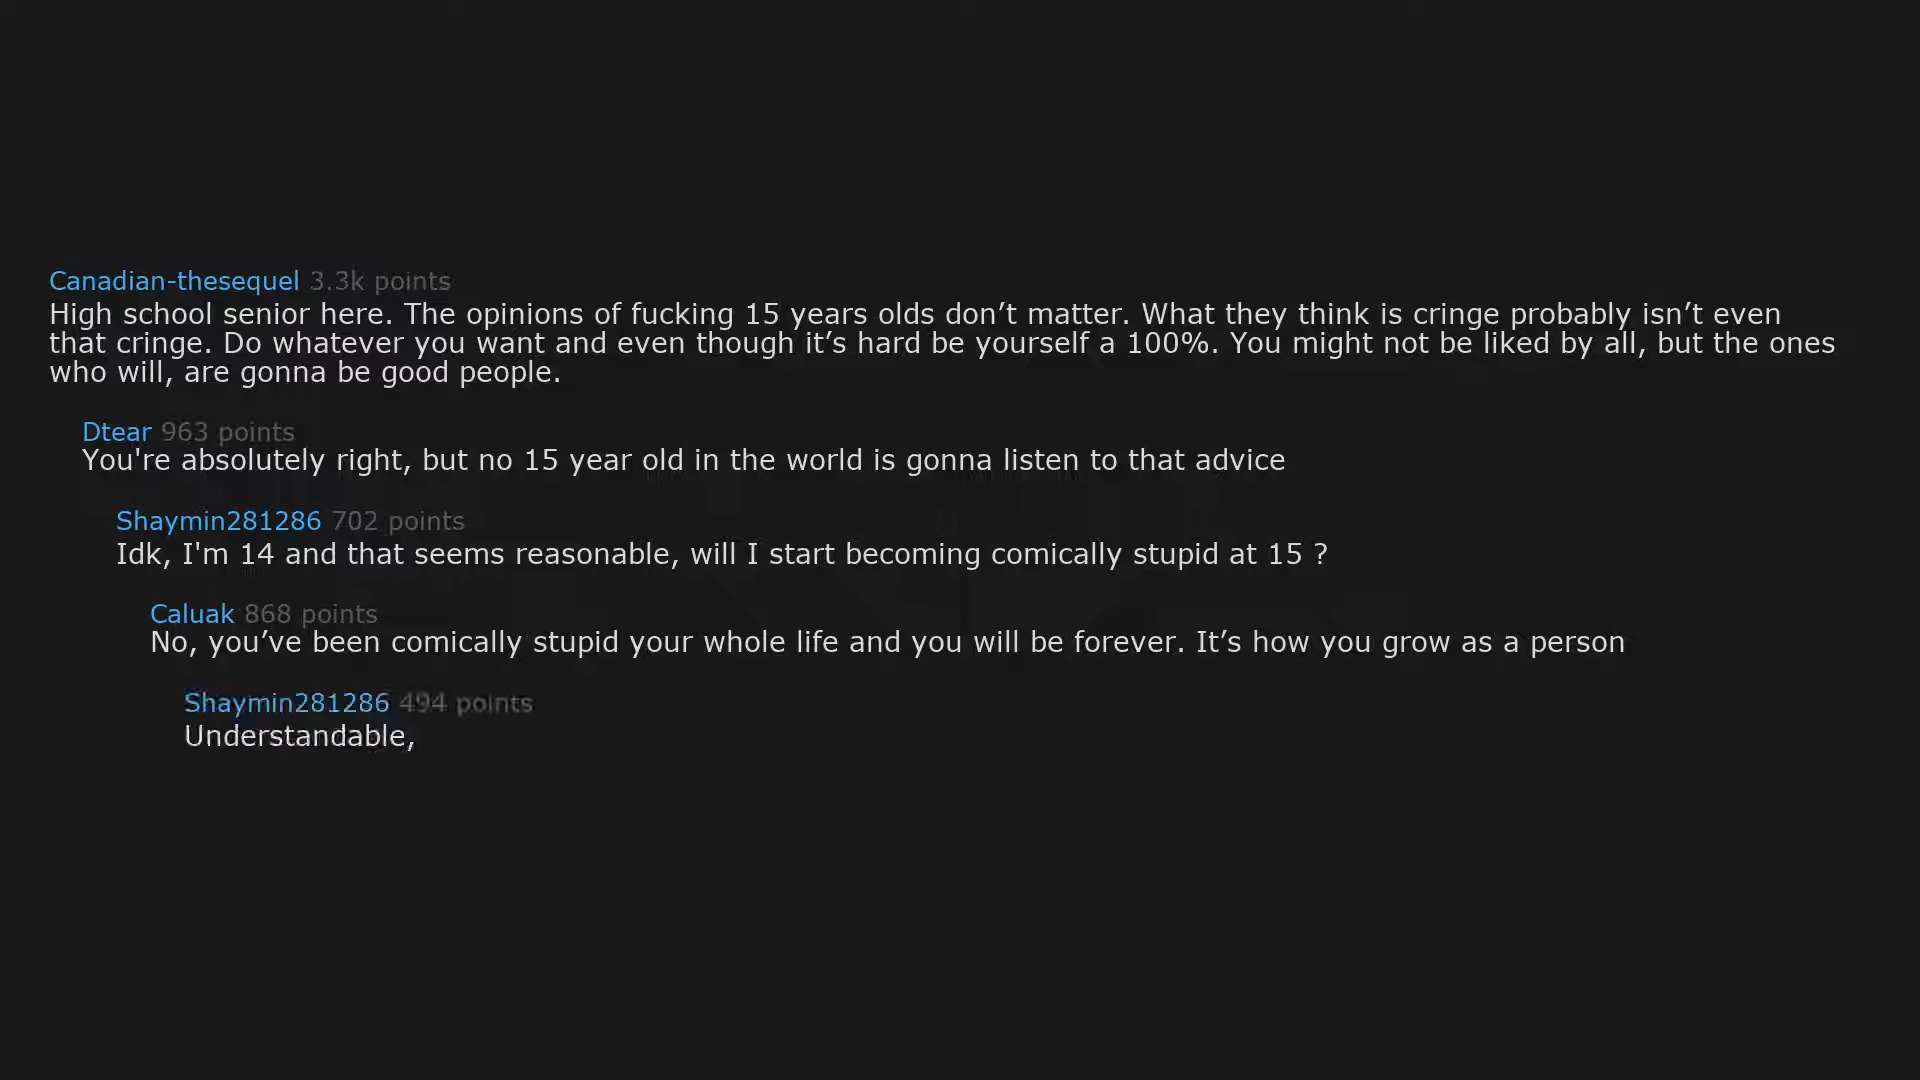 Canadian-thesequel 3.3k points
High school senior here. The opinions of fucking 15 years olds don’t matter. What they think is cringe probably isn’t even
that cringe. Do whatever you want and even though it’s hard be yourself a 100%. You might not be liked by all, but the ones
who will, are gonna be good people.
Dtear 963 points
You're absolutely right, but no 15 year old in the world is gonna listen to that advice
Shaymin281286 702 points
Idk, I'm 14 and that seems reasonable, will I start becoming comically stupid at 15 ?
Caluak 868 points
No, you’ve been comically stupid your whole life and you will be forever. It’s how you grow as a person
Shaymin281286 494 points
Understandable,